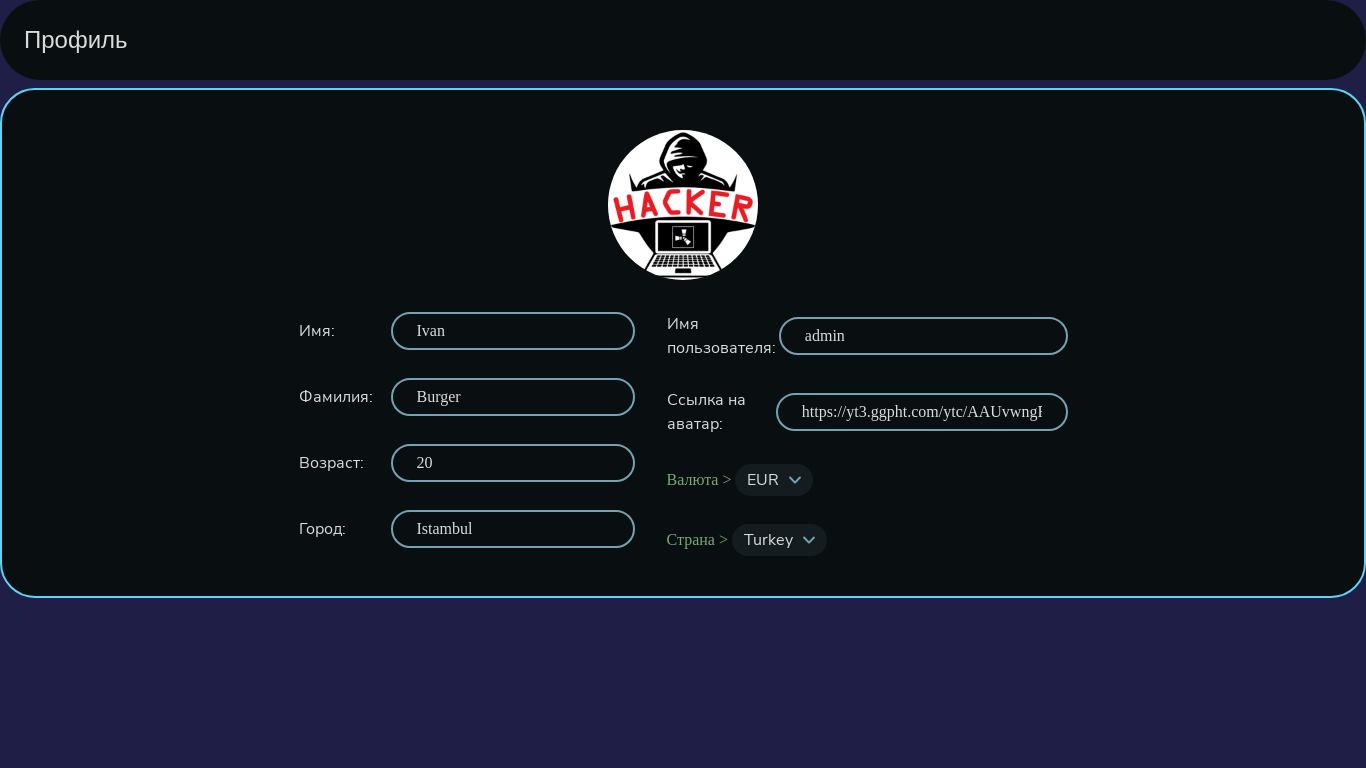 Профиль
HACKER
Имя:
Ivan
Фамилия:
Burger
Возраст:
20
Город:
Istambul
Имя
пользователя:
admin
Ссылка на
аватар:
https://yt3.ggpht.com/ytc/AAUvwng
Валюта > EUR
Страна > Turkey